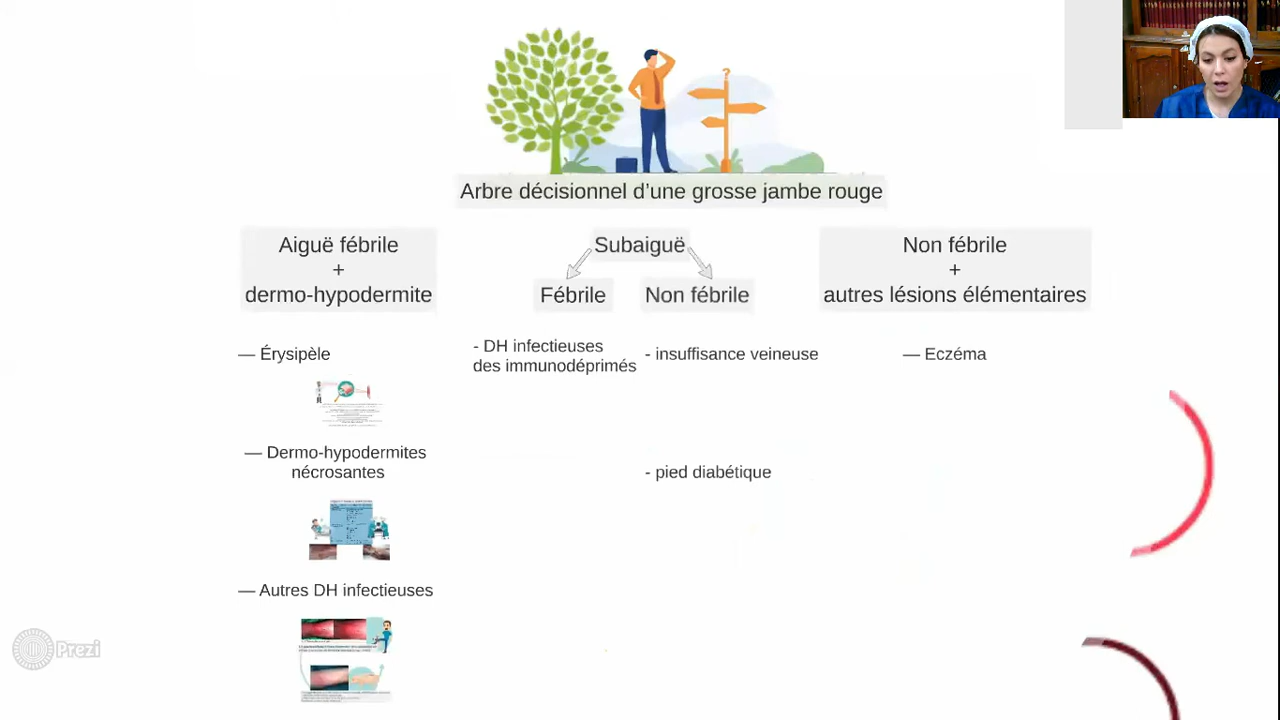 ?
Arbre décisionnel d'une grosse jambe rouge
Aiguë fébrile
+
dermo-hypodermite
Subaiguë
Fébrile
Non fébrile
Non fébrile
+
autres lésions élémentaires
— Érysipèle
- DH infectieuses
des immunodéprimés
- insuffisance veineuse
— Eczéma
— Dermo-hypodermites
nécrosantes
- pied diabétique
— Autres DH infectieuses
Prezi